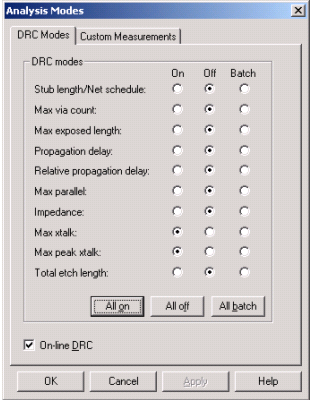 Analysis Modes
DRC Modes Custom Measurements
DRC modes
On Off Batch
Stub length/Net schedule:
Max via count:
Max exposed length:
Propagation delay:
Relative propagation delay:
Max parallel:
Impedance:
Max xtalk:
Max peak xtalk:
Total etch length:
All on All off All batch
On-line DRC
OK Cancel Apply Help